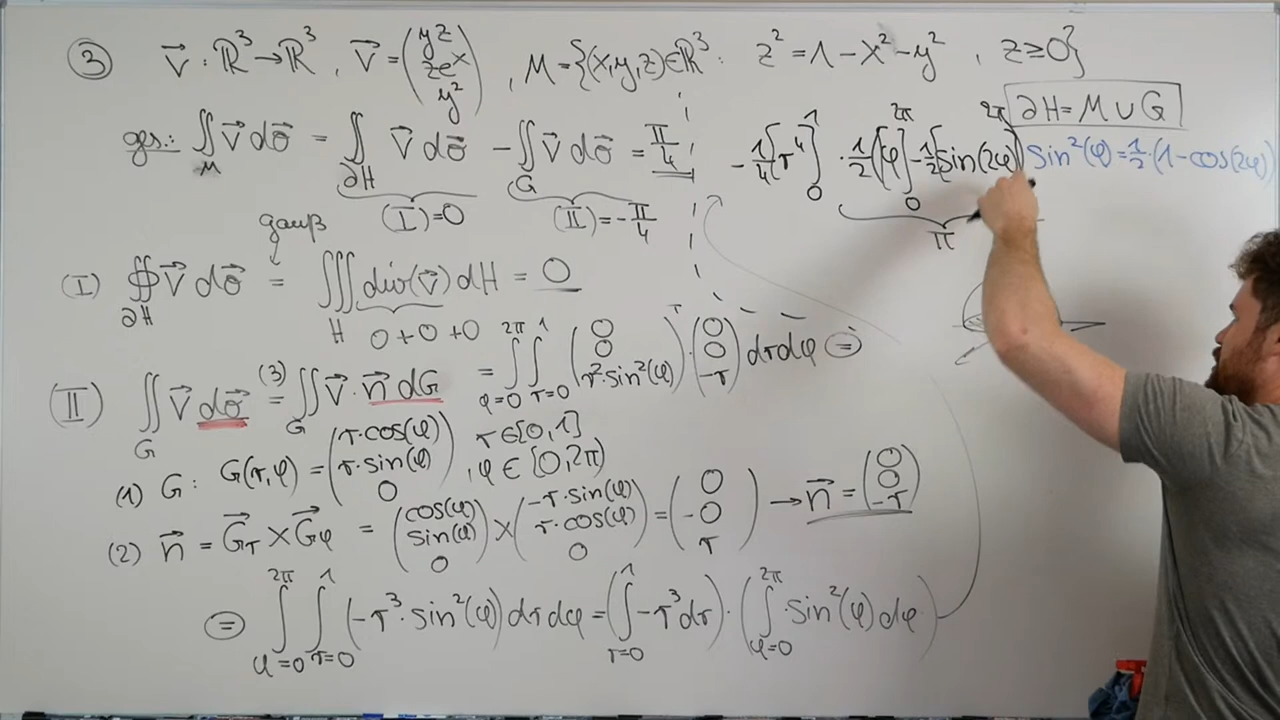 ③ v⃗ : ℝ³→ℝ³ , v⃗ = (yz, zeˣ, y²) , M = {(x,y,z)∈ℝ³: z² = 1 − x² − y² , z ≥ 0}
∂H = M ∪ G
ges.: ∬_M v⃗ dσ⃗ = ∬_∂H v⃗ dσ⃗ − ∬_G v⃗ dσ⃗ = π/4
(I) = 0 (II) = −π/4
−1/4 [r⁴]₀¹ · 1/2 ([φ]₀^2π − 1/2 [sin(2φ)]^2π
π
sin²(φ) = 1/2 · (1 − cos(2φ))
gauß
(I) ∯_∂H v⃗ dσ⃗ = ∭_H div(v⃗) dH = 0
0 + 0 + 0
(II) ∬_G v⃗ dσ⃗ =(3) ∬_G v⃗ · n⃗ dG = ∫_{φ=0}^{2π} ∫_{r=0}^{1} (0, 0, r²·sin²(φ))ᵀ · (0, 0, −r) dr dφ ⊜
(1) G : G(r,φ) = (r·cos(φ), r·sin(φ), 0) , r ∈ [0,1] , φ ∈ [0,2π)
(2) n⃗ = G⃗_r × G⃗_φ = (cos(φ), sin(φ), 0) × (−r·sin(φ), r·cos(φ), 0) = (0, −0, r) → n⃗ = (0, 0, −r)
⊜ ∫_{φ=0}^{2π} ∫_{r=0}^{1} (−r³·sin²(φ)) dr dφ = (∫_{r=0}^{1} −r³ dr) · (∫_{φ=0}^{2π} sin²(φ) dφ)